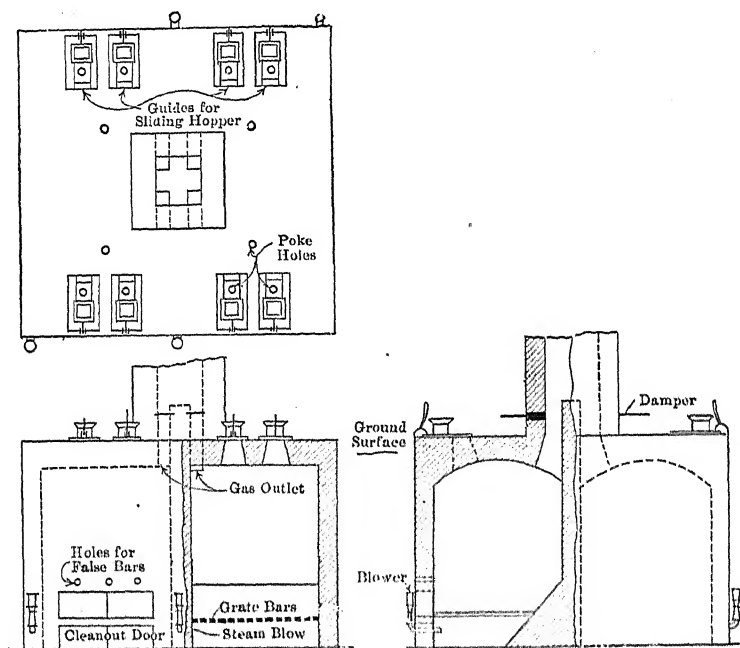 Guides for
Sliding Hopper
Poke
Holes
Damper
Ground
Surface
Gas Outlet
Holes for
False Bars
Blower
Grate Bars
Cleanout Door
Steam Blow